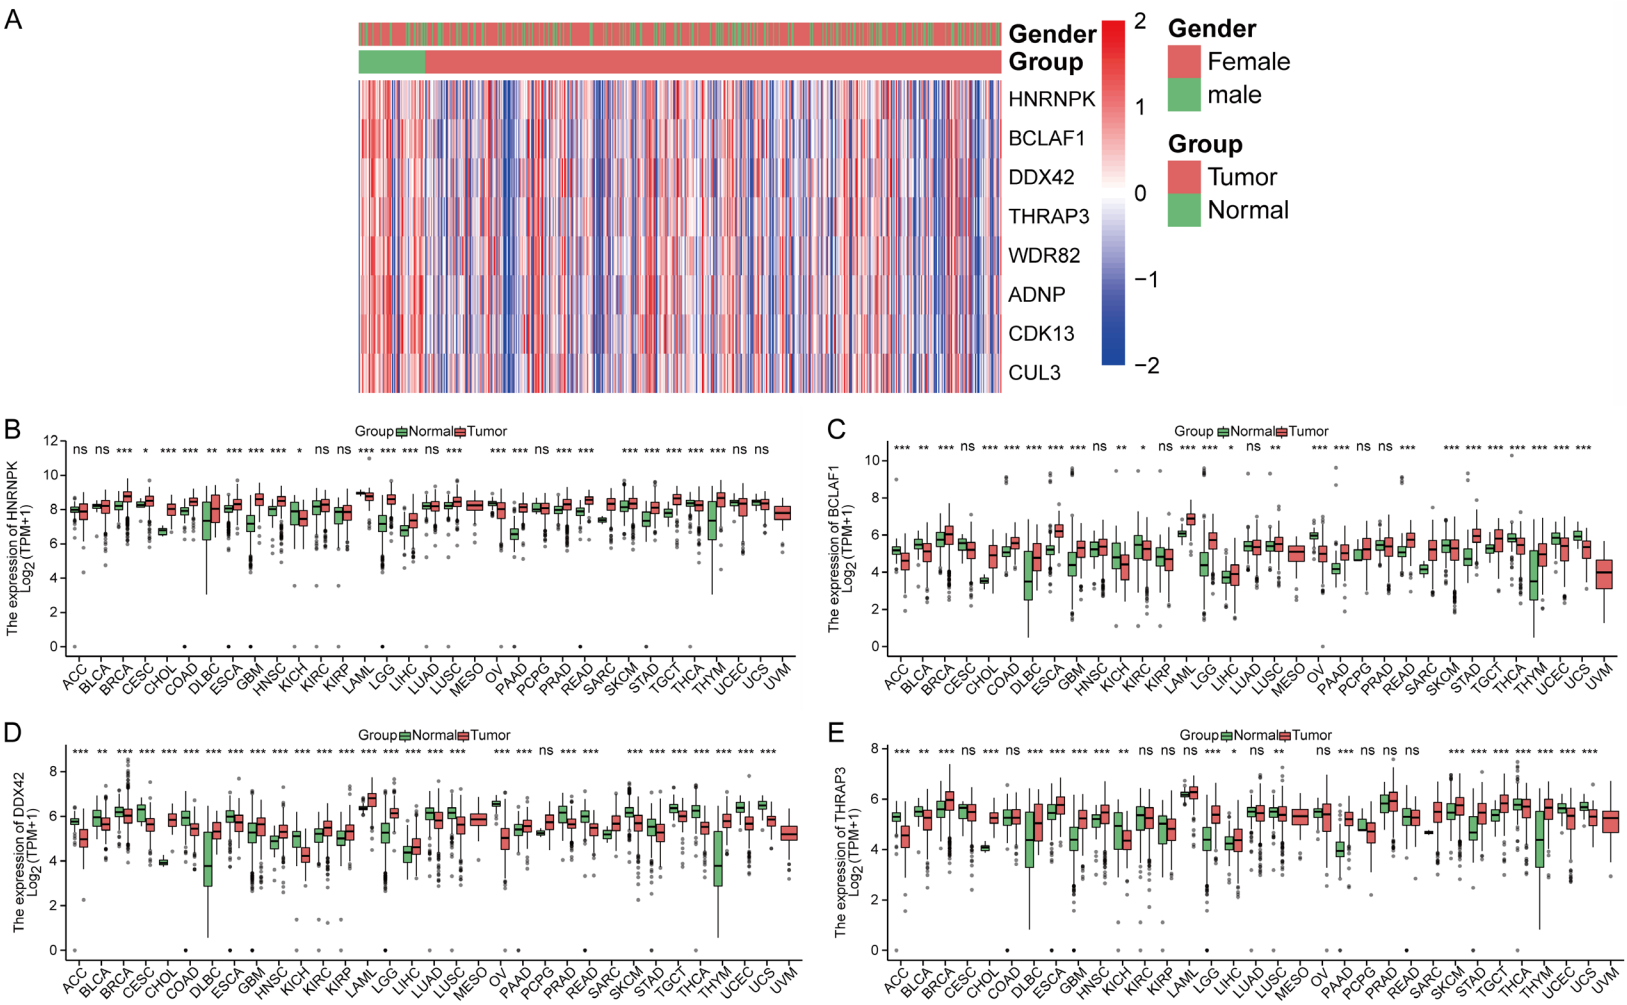 A
Gender
Group
HNRNPK
BCLAF1
DDX42
THRAP3
WDR82
ADNP
CDK13
CUL3
2
1
0
−1
−2
Gender
Female
male
Group
Tumor
Normal
B
Group Normal Tumor
ns ns *** * *** *** ** *** *** *** * ns ns *** *** *** ns *** *** *** ns *** *** *** *** *** *** *** ns ns
The expression of HNRNPK
Log2(TPM+1)
12
10
8
6
4
2
0
ACC BLCA BRCA CESC CHOL COAD DLBC ESCA GBM HNSC KICH KIRC KIRP LAML LGG LIHC LUAD LUSC MESO OV PAAD PCPG PRAD READ SARC SKCM STAD TGCT THCA THYM UCEC UCS UVM
C
Group Normal Tumor
*** ** *** ns *** *** *** *** *** ns ** * ns *** *** * ns ** *** *** ns ns *** *** *** *** *** *** *** ***
The expression of BCLAF1
Log2(TPM+1)
10
8
6
4
2
0
ACC BLCA BRCA CESC CHOL COAD DLBC ESCA GBM HNSC KICH KIRC KIRP LAML LGG LIHC LUAD LUSC MESO OV PAAD PCPG PRAD READ SARC SKCM STAD TGCT THCA THYM UCEC UCS UVM
D
Group Normal Tumor
*** ** *** *** *** *** *** *** *** *** *** *** *** *** *** *** *** *** *** *** ns *** *** *** *** *** *** *** *** ***
The expression of DDX42
Log2(TPM+1)
8
6
4
2
0
ACC BLCA BRCA CESC CHOL COAD DLBC ESCA GBM HNSC KICH KIRC KIRP LAML LGG LIHC LUAD LUSC MESO OV PAAD PCPG PRAD READ SARC SKCM STAD TGCT THCA THYM UCEC UCS UVM
E
Group Normal Tumor
*** ** *** ns *** ns *** *** *** *** ** ns ns ns *** * ns ** ns *** ns ns ns *** *** *** *** *** *** ***
The expression of THRAP3
Log2(TPM+1)
8
6
4
2
0
ACC BLCA BRCA CESC CHOL COAD DLBC ESCA GBM HNSC KICH KIRC KIRP LAML LGG LIHC LUAD LUSC MESO OV PAAD PCPG PRAD READ SARC SKCM STAD TGCT THCA THYM UCEC UCS UVM